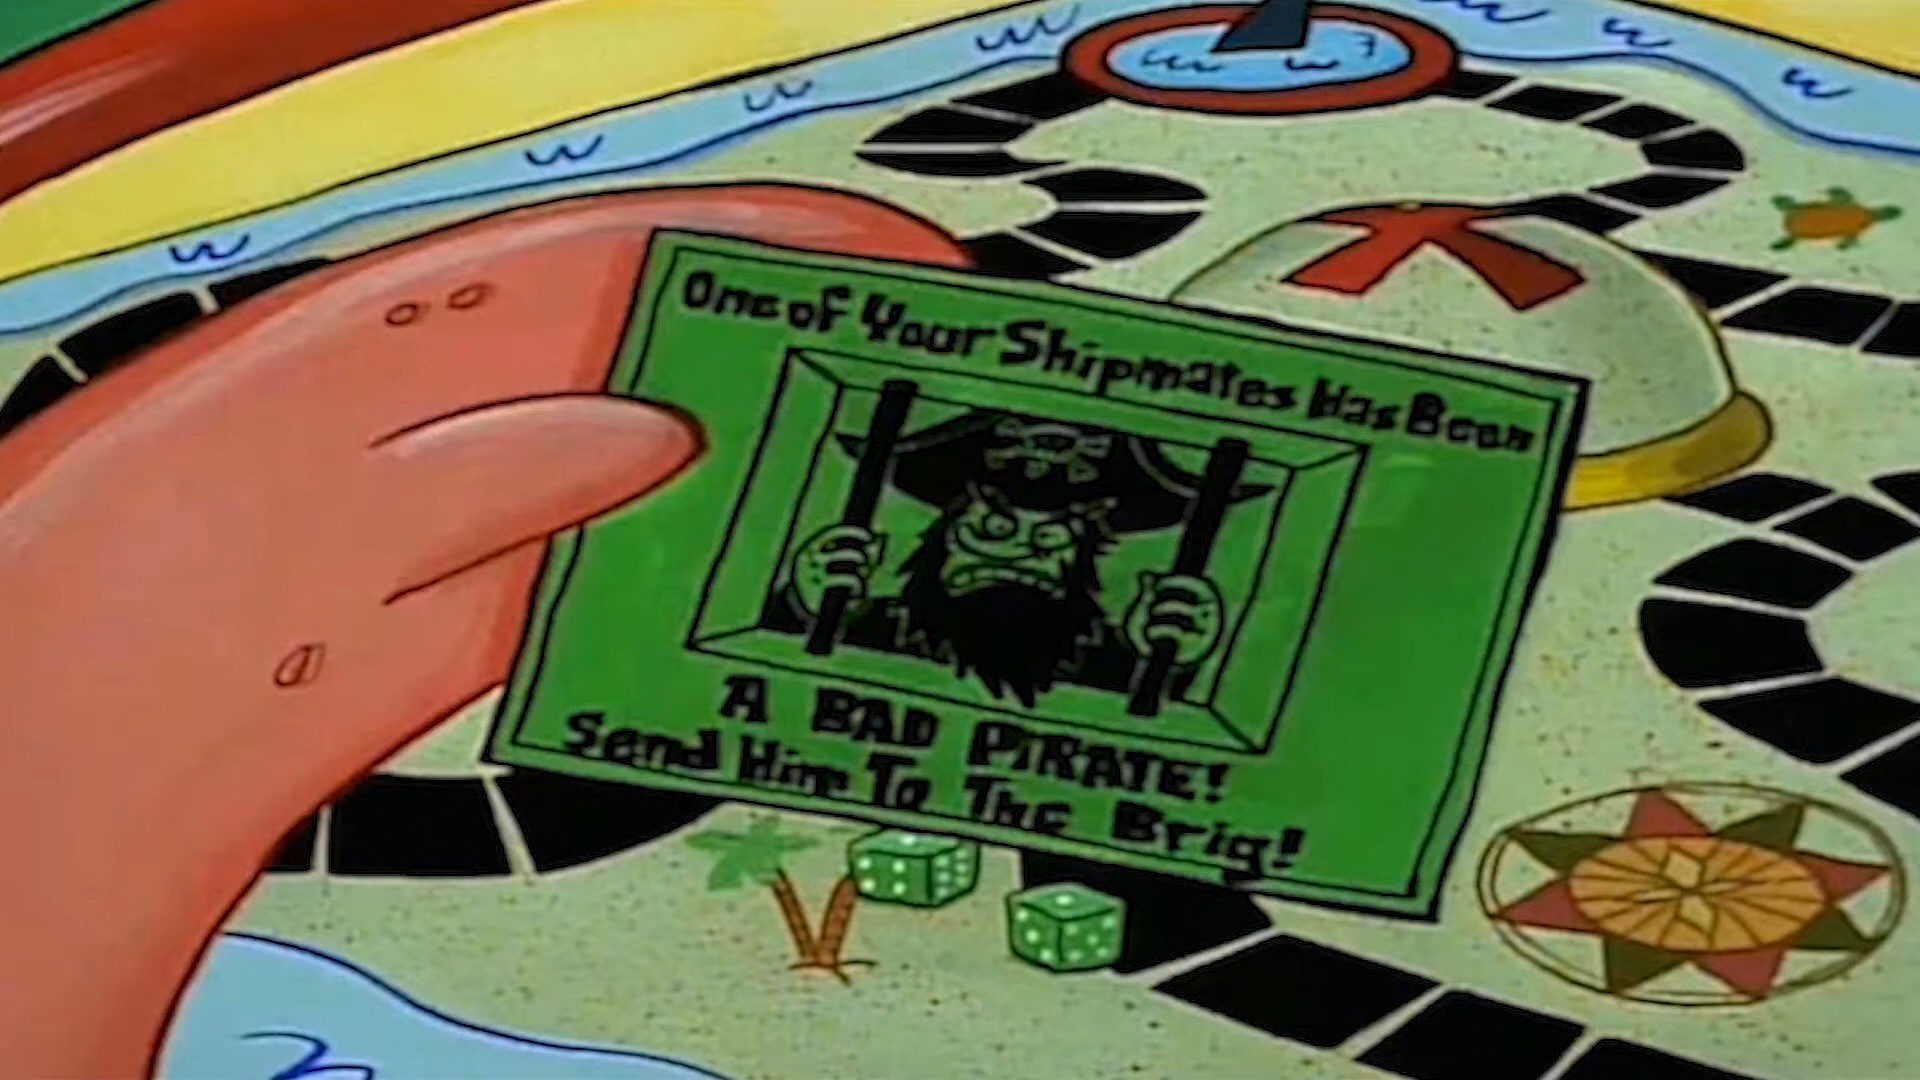 One of Your Shipmates Has Been
A BAD PIRATE!
Send Him To The Brig!